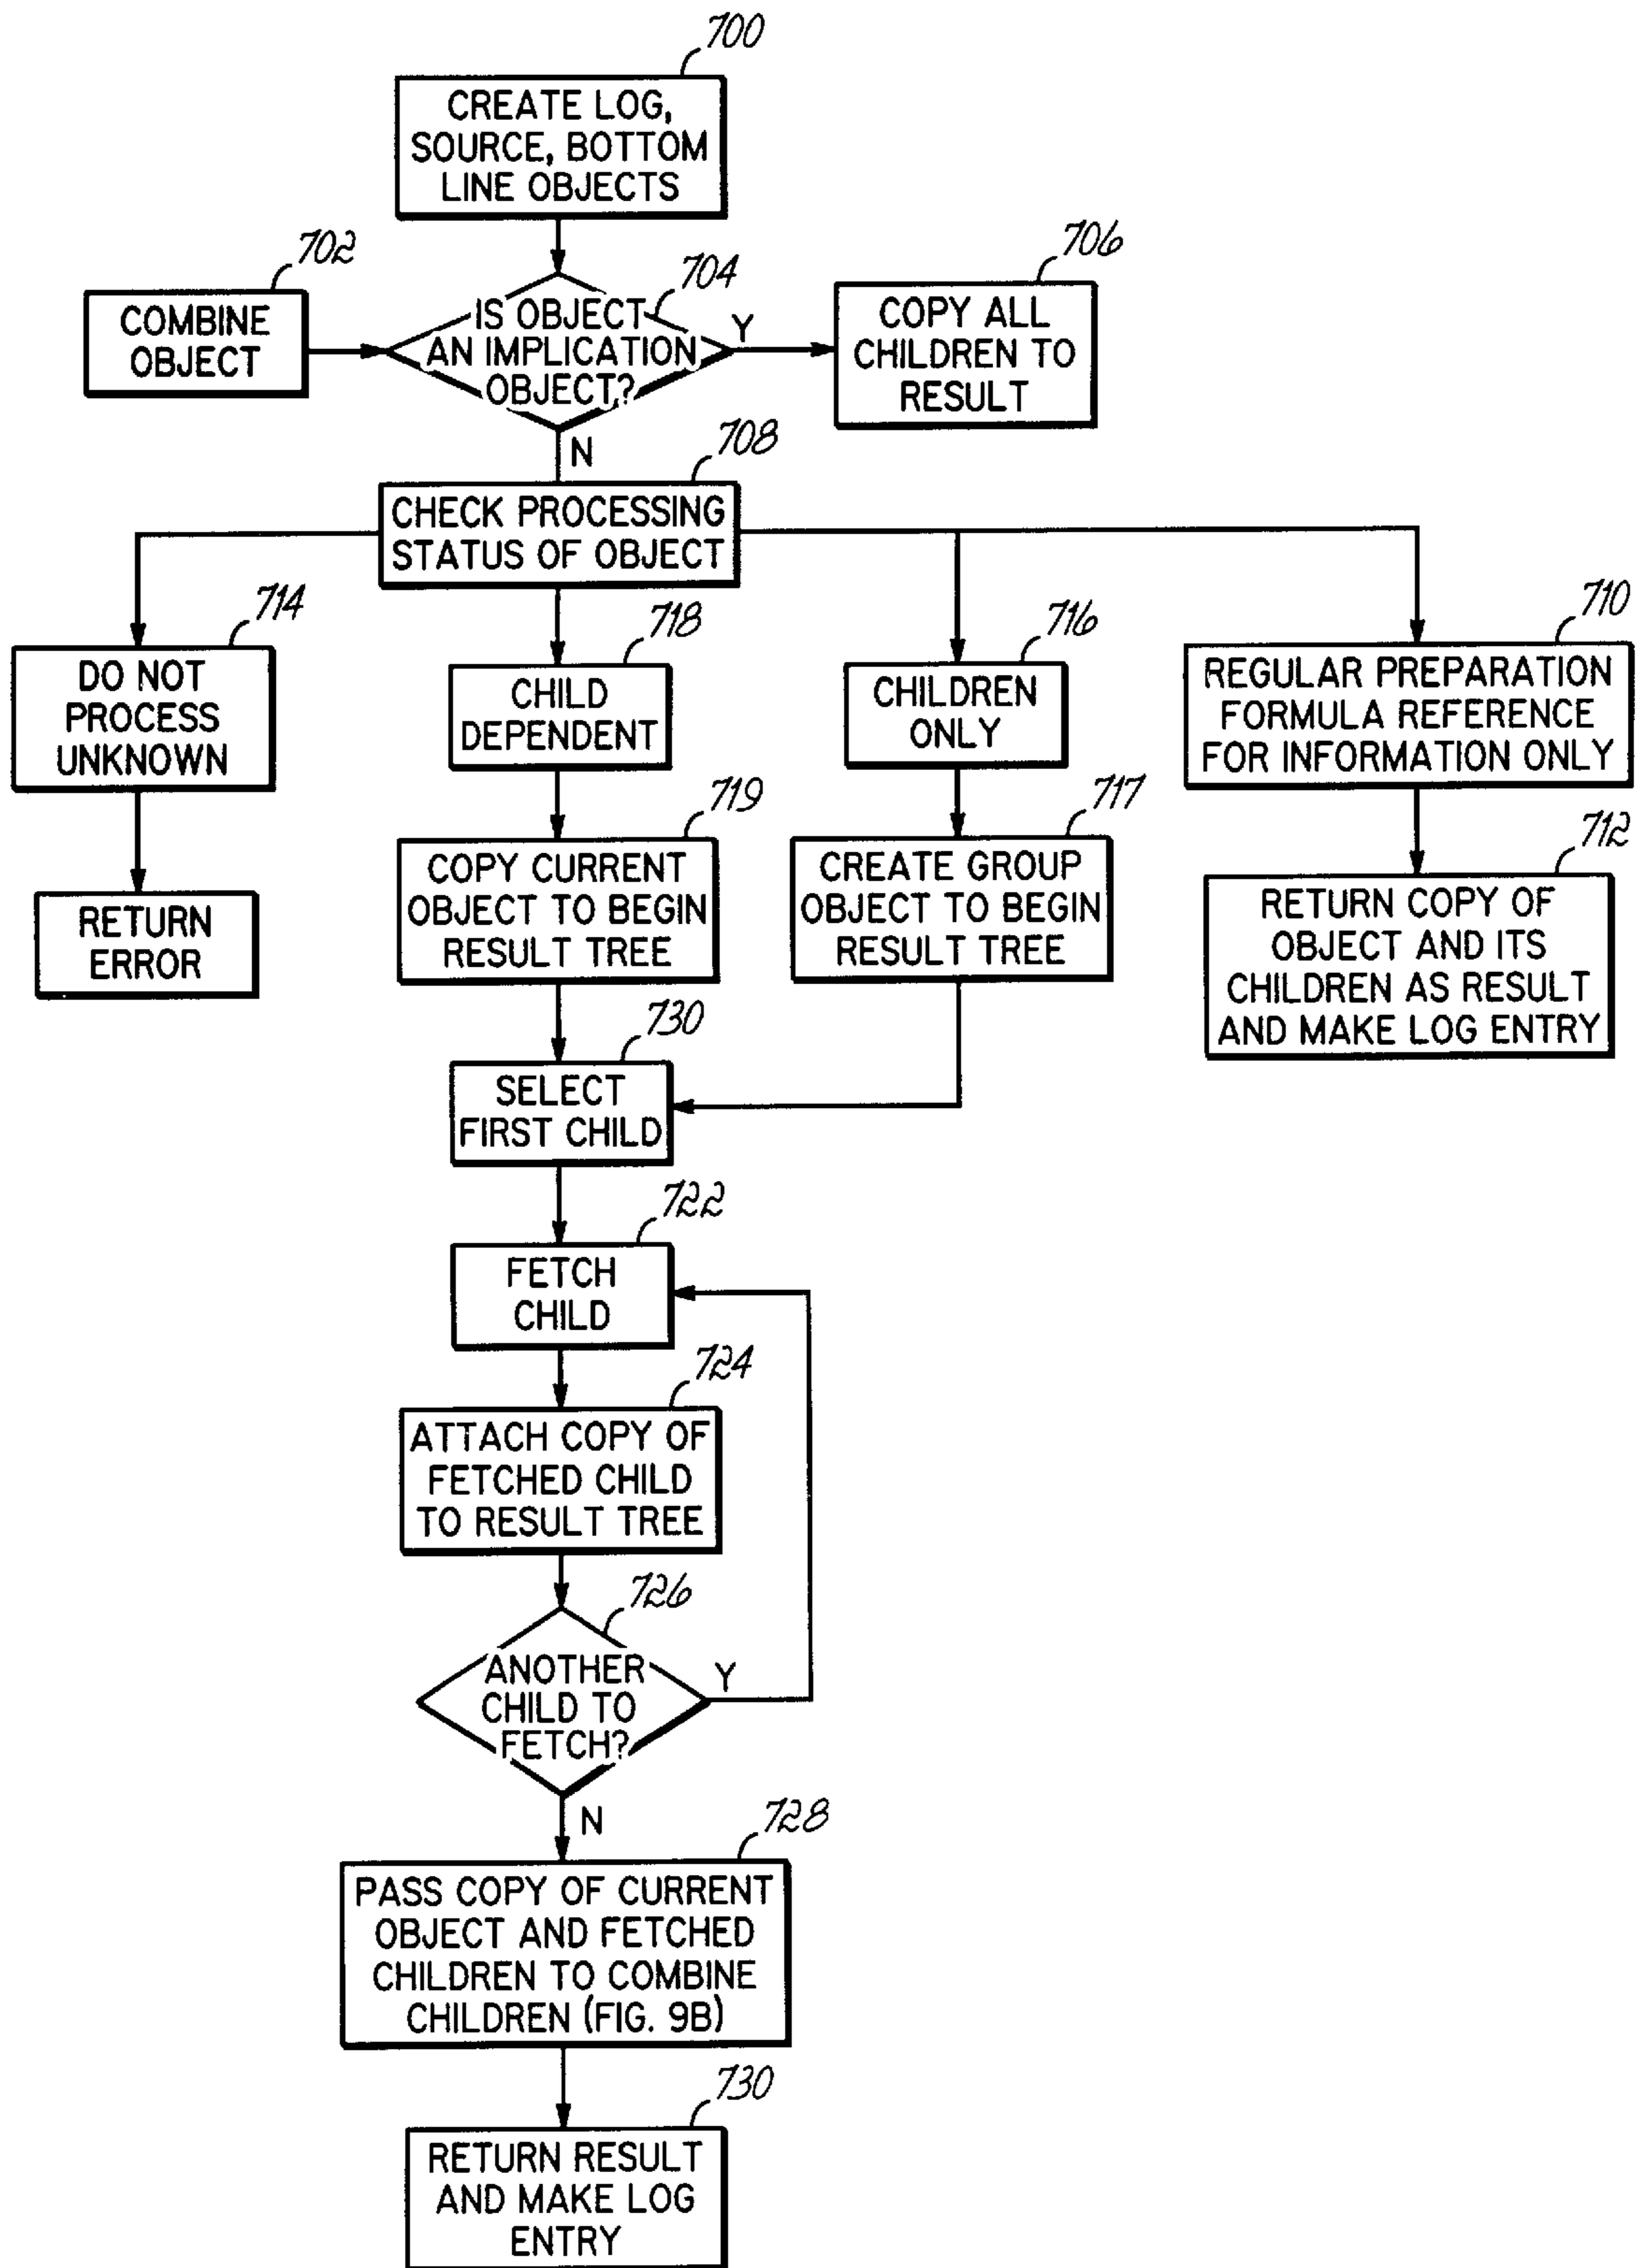 700
CREATE LOG,
SOURCE, BOTTOM
LINE OBJECTS
702
COMBINE
OBJECT
704
IS OBJECT
AN IMPLICATION
OBJECT?
Y
706
COPY ALL
CHILDREN TO
RESULT
N
708
CHECK PROCESSING
STATUS OF OBJECT
714
DO NOT
PROCESS
UNKNOWN
RETURN
ERROR
718
CHILD
DEPENDENT
719
COPY CURRENT
OBJECT TO BEGIN
RESULT TREE
716
CHILDREN
ONLY
717
CREATE GROUP
OBJECT TO BEGIN
RESULT TREE
710
REGULAR PREPARATION
FORMULA REFERENCE
FOR INFORMATION ONLY
712
RETURN COPY OF
OBJECT AND ITS
CHILDREN AS RESULT
AND MAKE LOG ENTRY
730
SELECT
FIRST CHILD
722
FETCH
CHILD
724
ATTACH COPY OF
FETCHED CHILD
TO RESULT TREE
726
ANOTHER
CHILD TO
FETCH?
Y
N
728
PASS COPY OF CURRENT
OBJECT AND FETCHED
CHILDREN TO COMBINE
CHILDREN (FIG. 9B)
730
RETURN RESULT
AND MAKE LOG
ENTRY